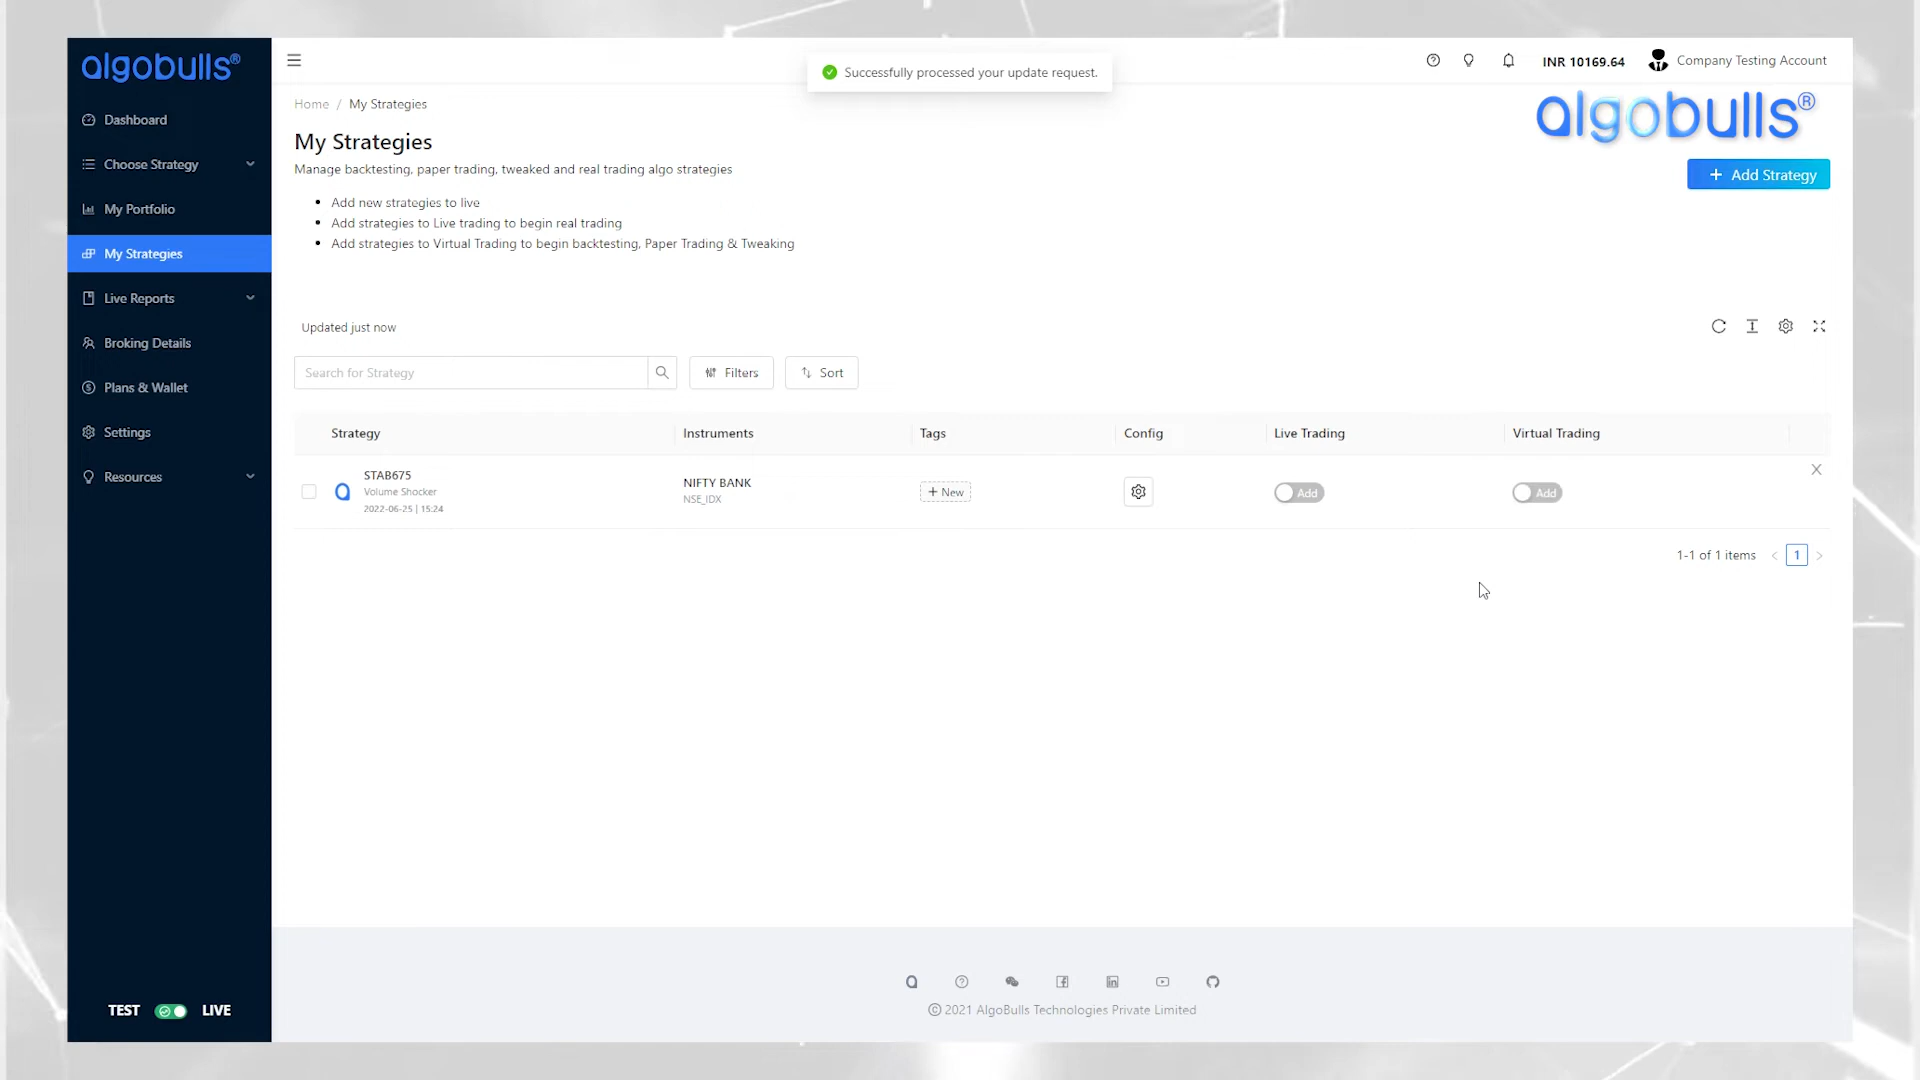 algobulls®
INR 10169.64
Company Testing Account
Successfully processed your update request.
Dashboard
Choose Strategy
My Portfolio
My Strategies
Live Reports
Broking Details
Plans & Wallet
Settings
Resources
TEST LIVE
Home / My Strategies
algobulls®
My Strategies
Manage backtesting, paper trading, tweaked and real trading algo strategies
+ Add Strategy
• Add new strategies to live
• Add strategies to Live trading to begin real trading
• Add strategies to Virtual Trading to begin backtesting, Paper Trading & Tweaking
Updated just now
Search for Strategy
Filters
Sort
Strategy Instruments Tags Config Live Trading Virtual Trading
STAB675
Volume Shocker
2022-06-25 | 15:24
NIFTY BANK
NSE_IDX
+ New
Add
Add
1-1 of 1 items < 1 >
© 2021 AlgoBulls Technologies Private Limited